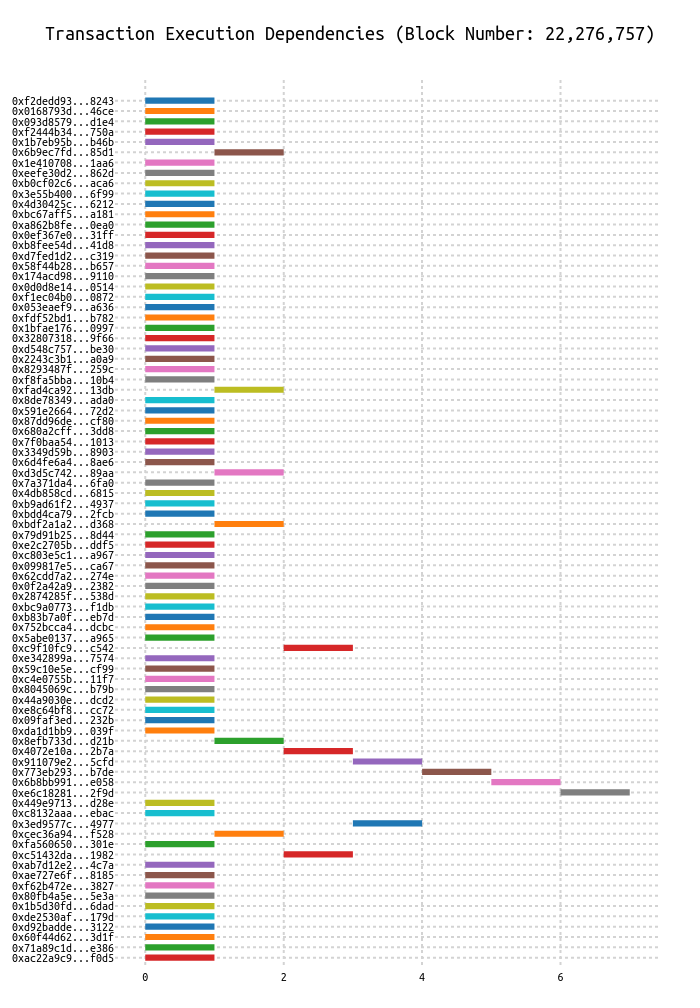 Transaction Execution Dependencies (Block Number: 22,276,757)
0xf2dedd93...8243
0x0168793d...46ce
0x093d8579...d1e4
0xf2444b34...750a
0x1b7eb95b...b46b
0x6b9ec7fd...85d1
0x1e410708...1aa6
0xeefe30d2...862d
0xb0cf02c6...aca6
0x3e55b400...6f99
0x4d30425c...6212
0xbc67aff5...a181
0xa862b8fe...0ea0
0x0ef367e0...31ff
0xb8fee54d...41d8
0xd7fed1d2...c319
0x58f44b28...b657
0x174acd98...9110
0x0d0d8e14...0514
0xf1ec04b0...0872
0x053eaef9...a636
0xfdf52bd1...b782
0x1bfae176...0997
0x32807318...9f66
0xd548c757...be30
0x2243c3b1...a0a9
0x8293487f...259c
0xf8fa5bba...10b4
0xfad4ca92...13db
0x8de78349...ada0
0x591e2664...72d2
0x87dd96de...cf80
0x680a2cff...3dd8
0x7f0baa54...1013
0x3349d59b...8903
0x6d4fe6a4...8ae6
0xd3d5c742...89aa
0x7a371da4...6fa0
0x4db858cd...6815
0xb9ad61f2...4937
0xbdd4ca79...2fcb
0xbdf2a1a2...d368
0x79d91b25...8d44
0xe2c2705b...ddf5
0xc803e5c1...a967
0x099817e5...ca67
0x62cdd7a2...274e
0x0f2a42a9...2382
0x2874285f...538d
0xbc9a0773...f1db
0xb83b7a0f...eb7d
0x752bcca4...dcbc
0x5abe0137...a965
0xc9f10fc9...c542
0xe342899a...7574
0x59c10e5e...cf99
0xc4e0755b...11f7
0x8045069c...b79b
0x44a9030e...dcd2
0xe8c64bf8...cc72
0x09faf3ed...232b
0xda1d1bb9...039f
0x8efb733d...d21b
0x4072e10a...2b7a
0x911079e2...5cfd
0x773eb293...b7de
0x6b8bb991...e058
0xe6c18281...2f9d
0x449e9713...d28e
0xc8132aaa...ebac
0x3ed9577c...4977
0xcec36a94...f528
0xfa560650...301e
0xc51432da...1982
0xab7d12e2...4c7a
0xae727e6f...8185
0xf62b472e...3827
0x80fb4a5e...5e3a
0x1b5d30fd...6dad
0xde2530af...179d
0xd92badde...3122
0x60f44d62...3d1f
0x71a89c1d...e386
0xac22a9c9...f0d5
0 2 4 6